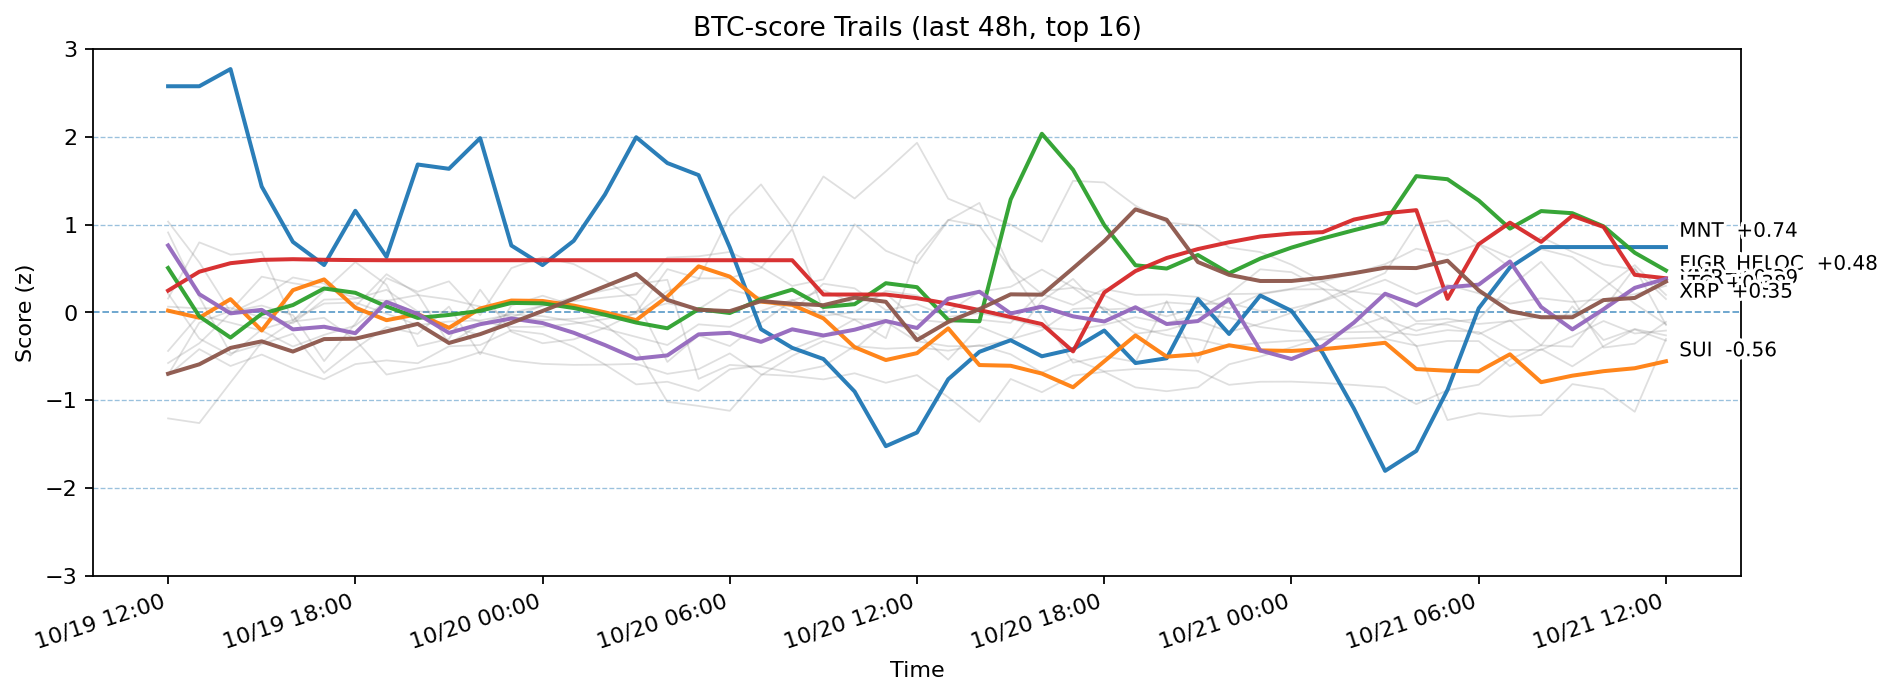 BTC-score Trails (last 48h, top 16)
Score (z)
3
2
1
0
−1
−2
−3
MNT +0.74
FIGR_HELOC +0.48
XRP +0.35
SUI -0.56
10/19 12:00
10/19 18:00
10/20 00:00
10/20 06:00
10/20 12:00
10/20 18:00
10/21 00:00
10/21 06:00
10/21 12:00
Time